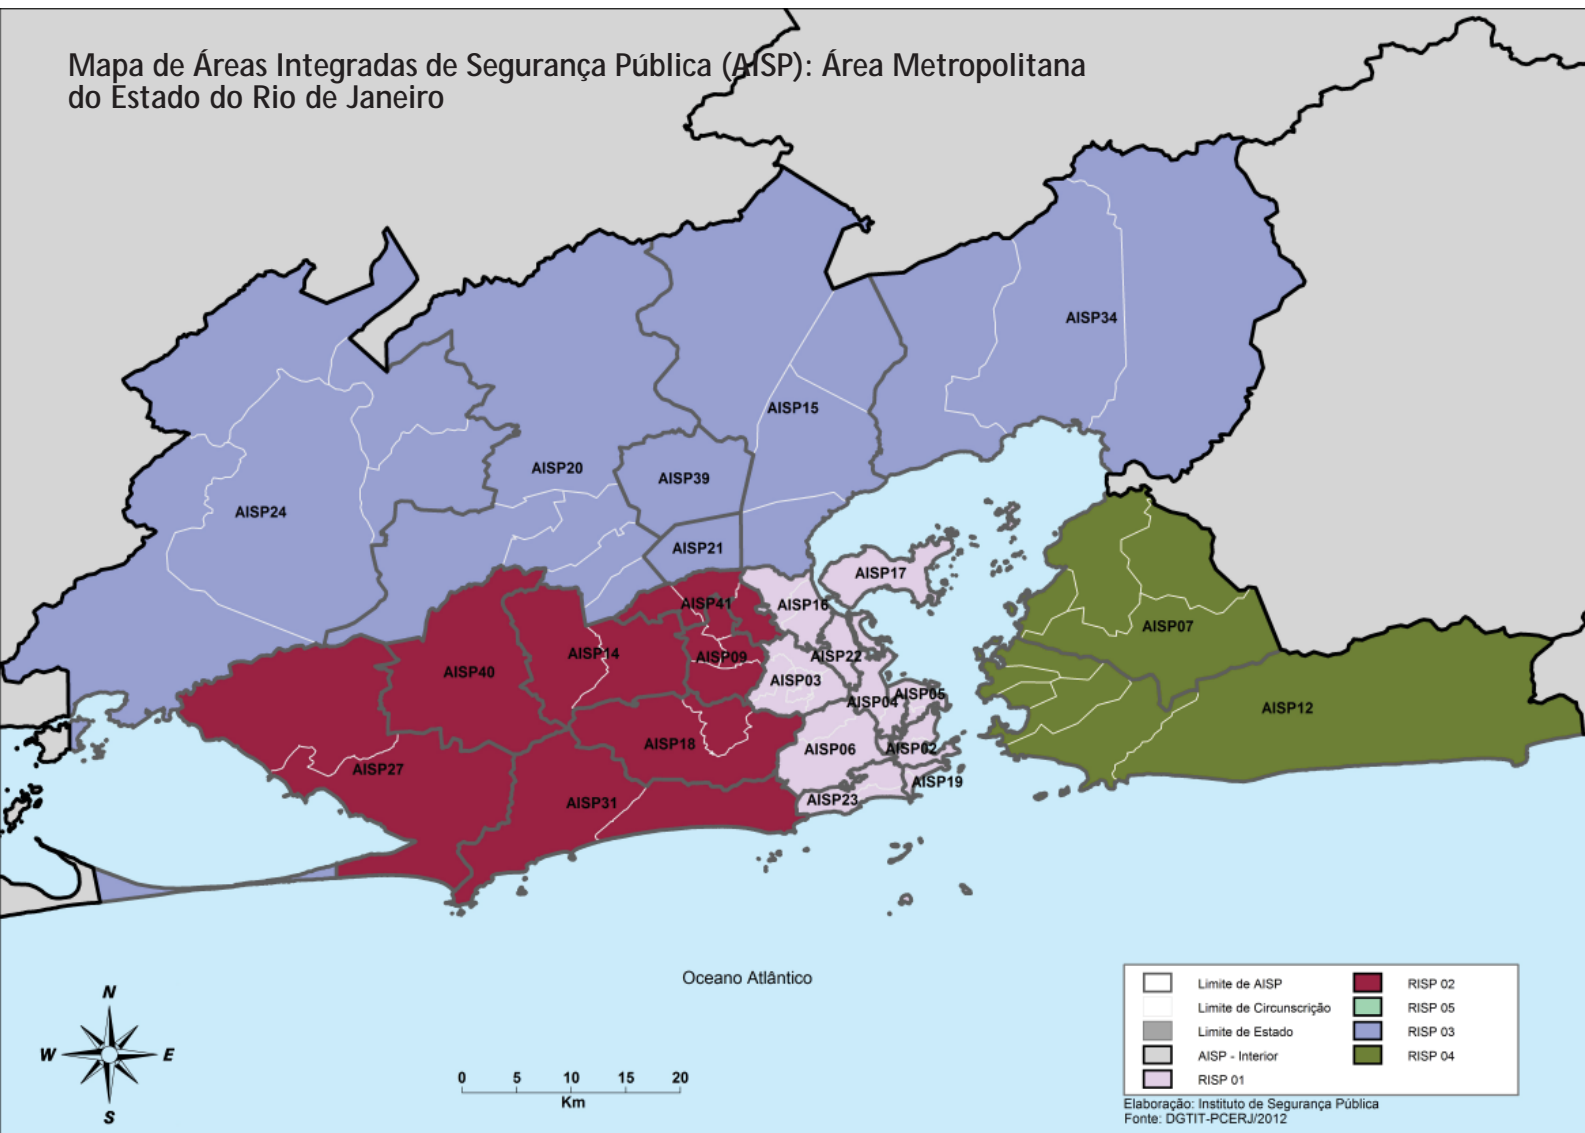 Mapa de Áreas Integradas de Segurança Pública (AISP): Área Metropolitana
do Estado do Rio de Janeiro
AISP34
AISP15
AISP20
AISP39
AISP24
AISP21
AISP17
AISP41
AISP16
AISP07
AISP14
AISP09
AISP22
AISP40
AISP03
AISP04
AISP05
AISP12
AISP18
AISP06
AISP02
AISP27
AISP19
AISP31
AISP23
Oceano Atlântico
N
W
E
S
0 5 10 15 20
Km
Limite de AISP
Limite de Circunscrição
Limite de Estado
AISP - Interior
RISP 01
RISP 02
RISP 05
RISP 03
RISP 04
Elaboração: Instituto de Segurança Pública
Fonte: DGTIT-PCERJ/2012